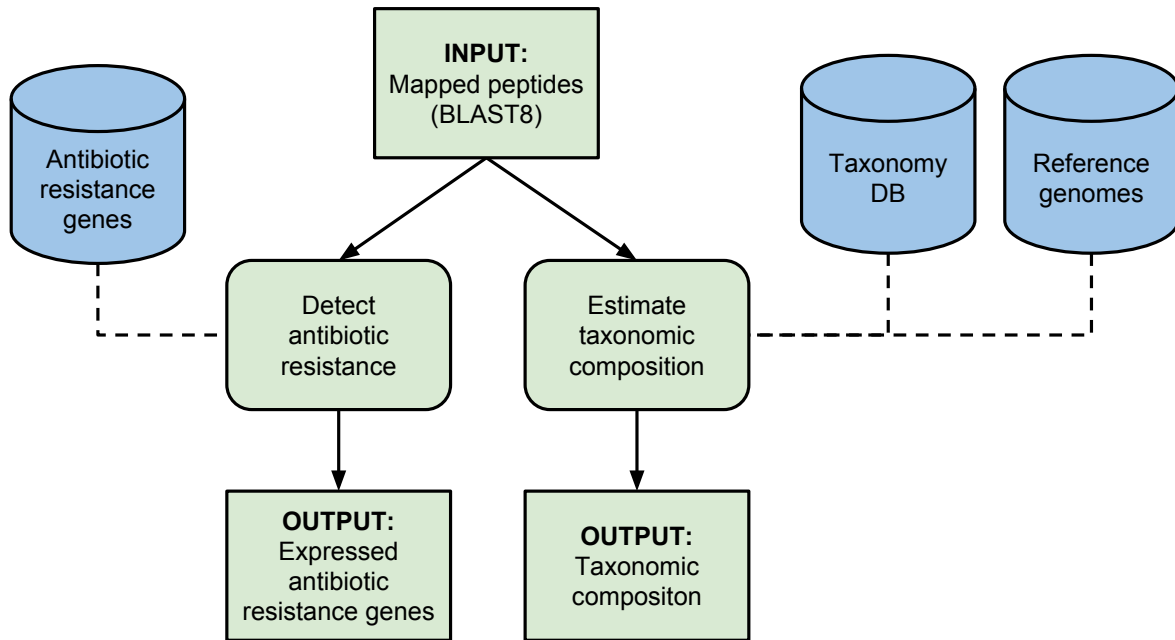 INPUT:
Mapped peptides
(BLAST8)
Antibiotic
resistance
genes
Taxonomy
DB
Reference
genomes
Detect
antibiotic
resistance
Estimate
taxonomic
composition
OUTPUT:
Expressed
antibiotic
resistance genes
OUTPUT:
Taxonomic
compositon